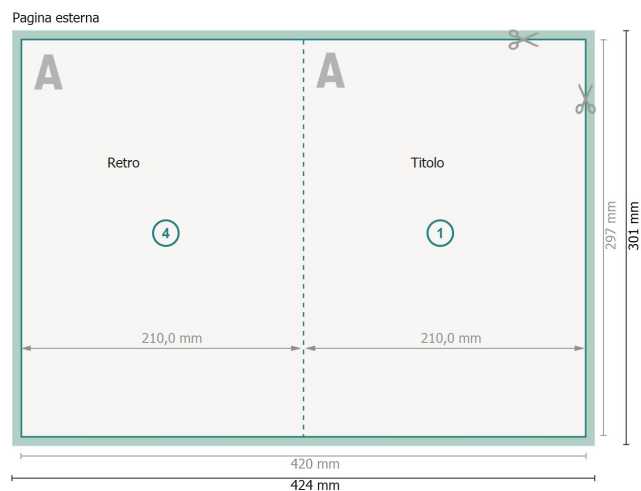 Pagina esterna
A
A
Retro
Titolo
4
1
210,0 mm
210,0 mm
297 mm
301 mm
420 mm
424 mm